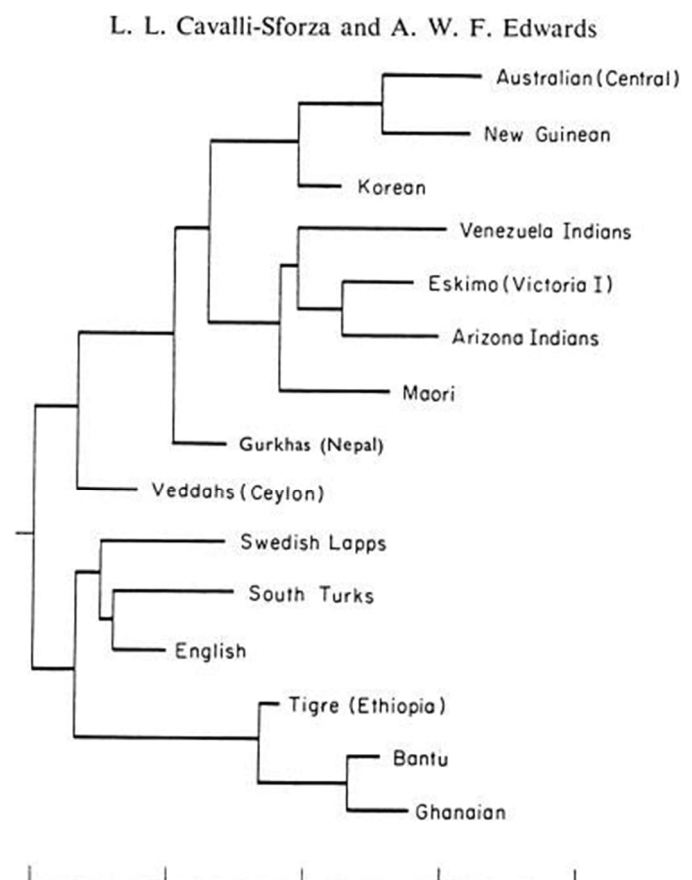 L. L. Cavalli-Sforza and A. W. F. Edwards
Australian (Central)
New Guinean
Korean
Venezuela Indians
Eskimo (Victoria I)
Arizona Indians
Maori
Gurkhas (Nepal)
Veddahs (Ceylon)
Swedish Lapps
South Turks
English
Tigre (Ethiopia)
Bantu
Ghanaian